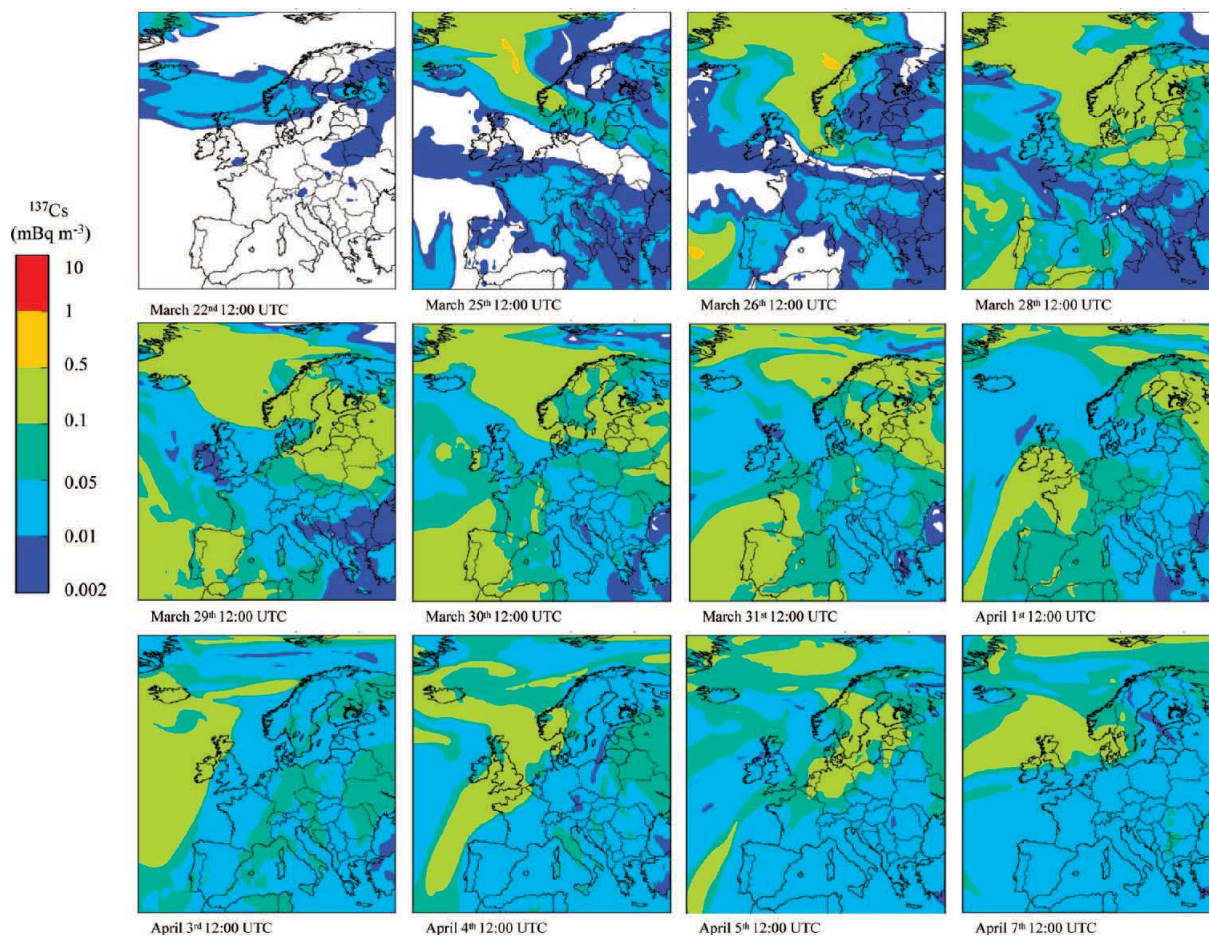 ¹³⁷Cs
(mBq m⁻³)
10
1
0.5
0.1
0.05
0.01
0.002
March 22ⁿᵈ 12:00 UTC
March 25ᵗʰ 12:00 UTC
March 26ᵗʰ 12:00 UTC
March 28ᵗʰ 12:00 UTC
March 29ᵗʰ 12:00 UTC
March 30ᵗʰ 12:00 UTC
March 31ˢᵗ 12:00 UTC
April 1ˢᵗ 12:00 UTC
April 3ʳᵈ 12:00 UTC
April 4ᵗʰ 12:00 UTC
April 5ᵗʰ 12:00 UTC
April 7ᵗʰ 12:00 UTC